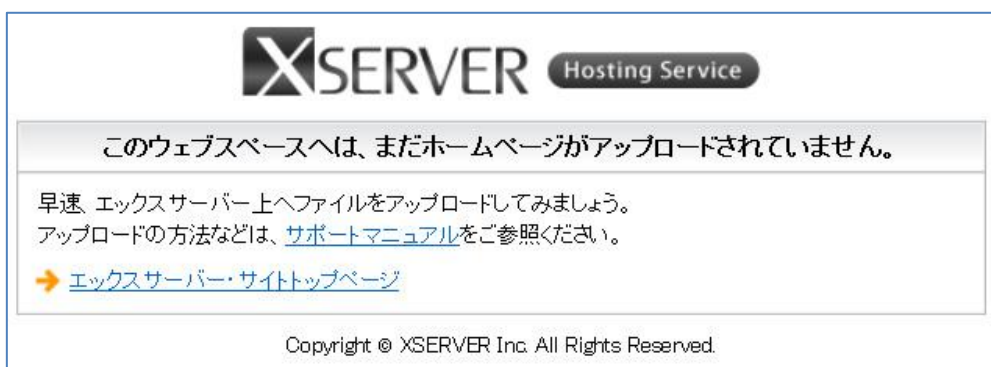 XSERVER Hosting Service
このウェブスペースへは、まだホームページがアップロードされていません。
早速、エックスサーバー上へファイルをアップロードしてみましょう。
アップロードの方法などは、サポートマニュアルをご参照ください。
エックスサーバー・サイトトップページ
Copyright © XSERVER Inc. All Rights Reserved.